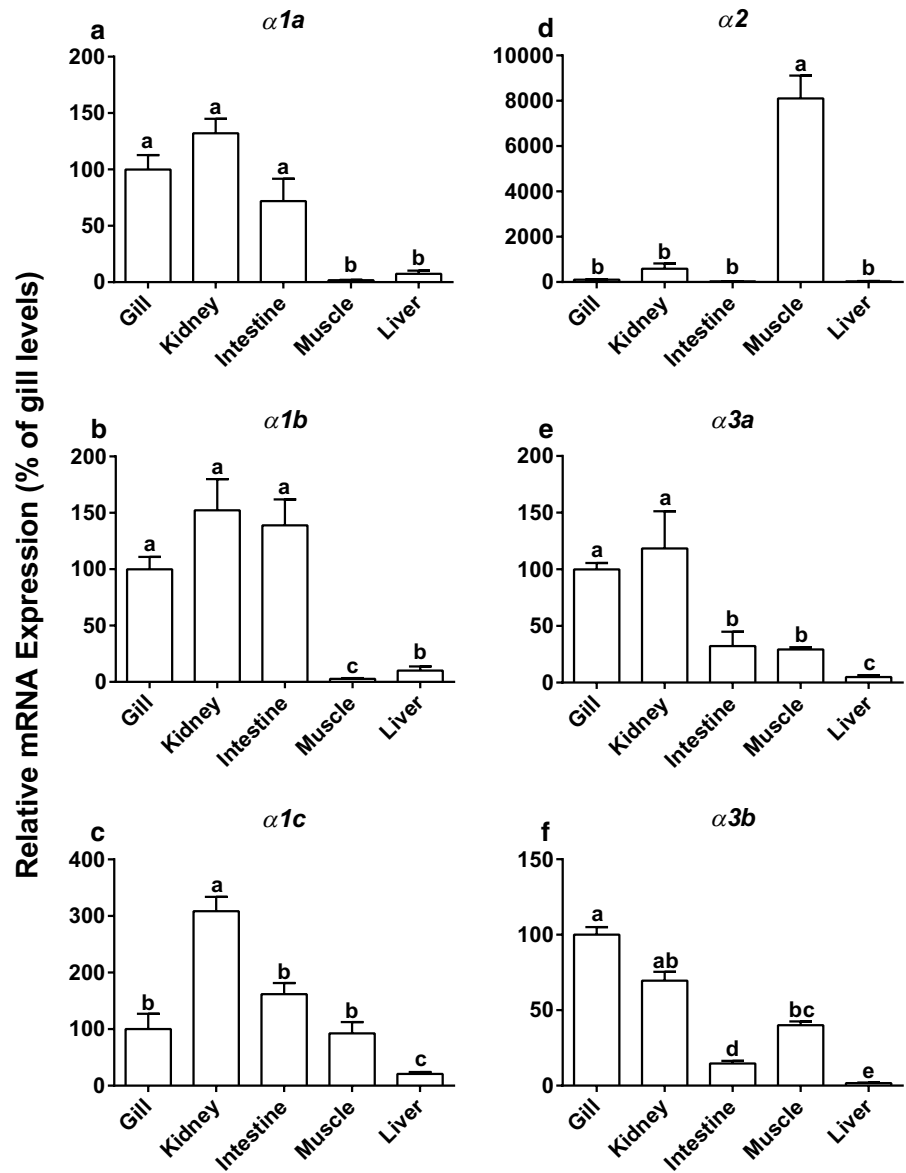 Relative mRNA Expression (% of gill levels)
a
α1a
200
150
100
50
0
a
a
a
b
b
Gill
Kidney
Intestine
Muscle
Liver
b
α1b
200
150
100
50
0
a
a
a
c
b
Gill
Kidney
Intestine
Muscle
Liver
c
α1c
400
300
200
100
0
b
a
b
b
c
Gill
Kidney
Intestine
Muscle
Liver
d
α2
10000
8000
6000
4000
2000
0
b
b
b
a
b
Gill
Kidney
Intestine
Muscle
Liver
e
α3a
200
150
100
50
0
a
a
b
b
c
Gill
Kidney
Intestine
Muscle
Liver
f
α3b
150
100
50
0
a
ab
d
bc
e
Gill
Kidney
Intestine
Muscle
Liver